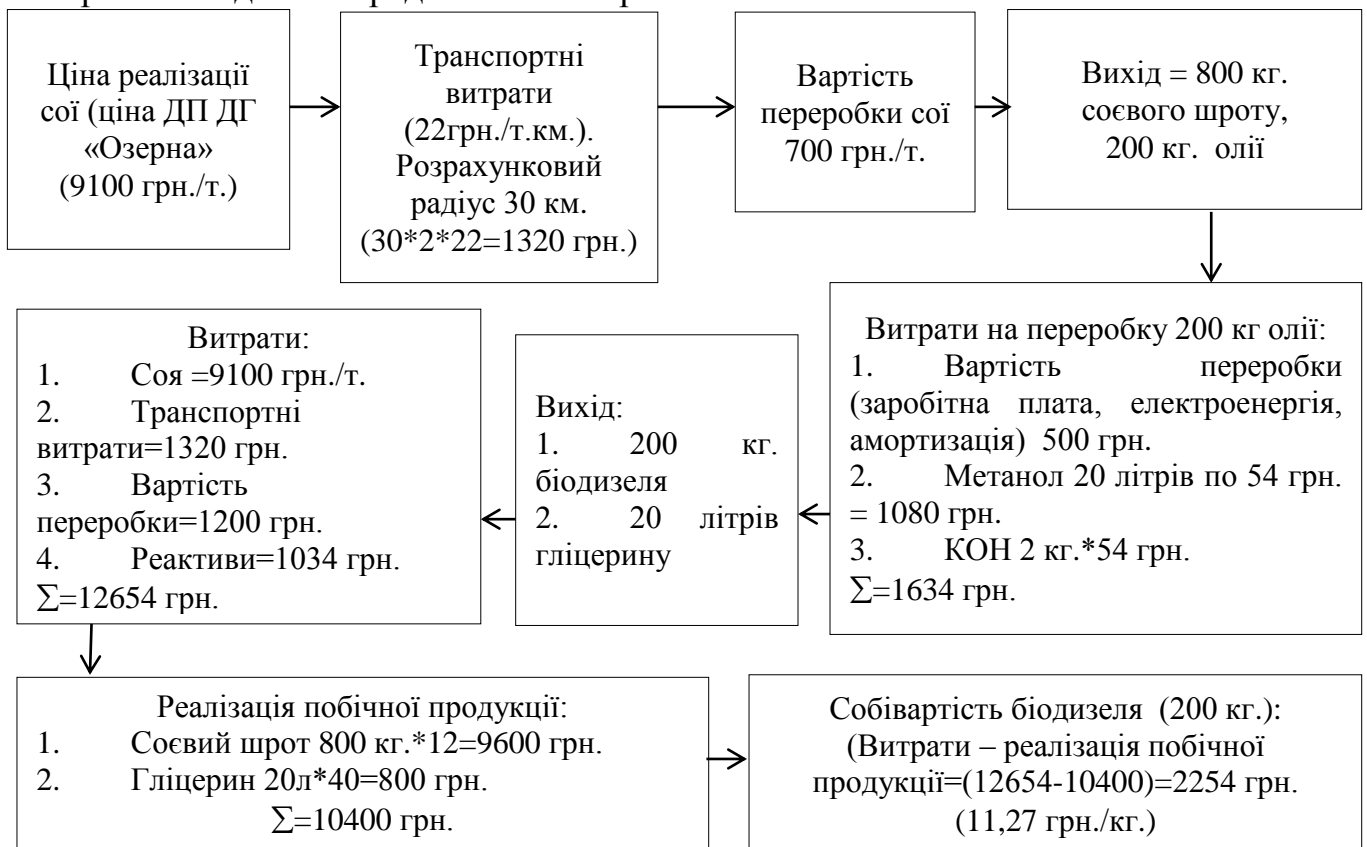 Ціна реалізації
сої (ціна ДП ДГ
«Озерна»
(9100 грн./т.)
Транспортні
витрати
(22грн./т.км.).
Розрахунковий
радіус 30 км.
(30*2*22=1320 грн.)
Вартість
переробки сої
700 грн./т.
Вихід = 800 кг.
соєвого шроту,
200 кг. олії
Витрати на переробку 200 кг олії:
1. Вартість переробки
(заробітна плата, електроенергія,
амортизація) 500 грн.
2. Метанол 20 літрів по 54 грн.
= 1080 грн.
3. КОН 2 кг.*54 грн.
∑=1634 грн.
Вихід:
1. 200 кг.
біодизеля
2. 20 літрів
гліцерину
Витрати:
1. Соя =9100 грн./т.
2. Транспортні
витрати=1320 грн.
3. Вартість
переробки=1200 грн.
4. Реактиви=1034 грн.
∑=12654 грн.
Реалізація побічної продукції:
1. Соєвий шрот 800 кг.*12=9600 грн.
2. Гліцерин 20л*40=800 грн.
∑=10400 грн.
Собівартість біодизеля (200 кг.):
(Витрати – реалізація побічної
продукції=(12654-10400)=2254 грн.
(11,27 грн./кг.)